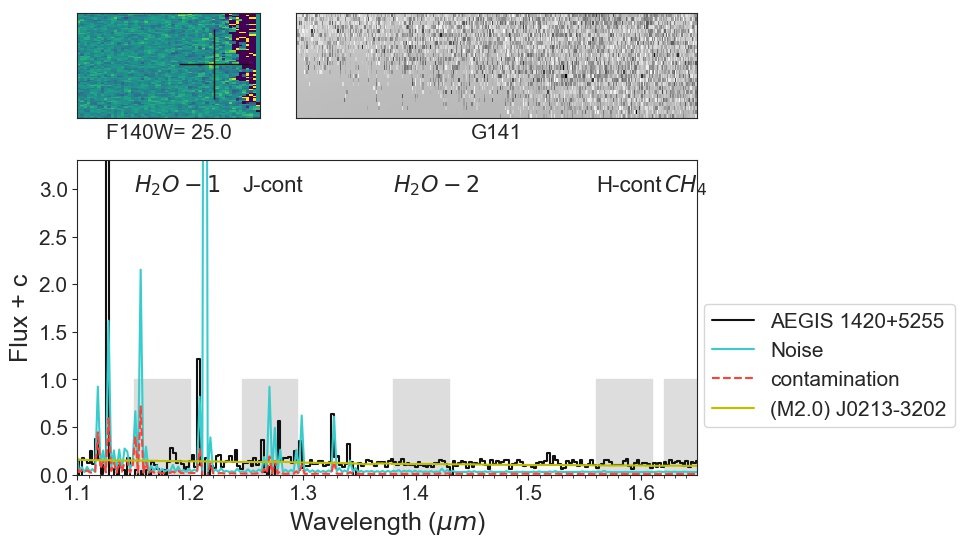 F140W= 25.0
G141
H₂O − 1
J-cont
H₂O − 2
H-cont
CH₄
3.0
2.5
2.0
1.5
1.0
0.5
0.0
Flux + c
1.1
1.2
1.3
1.4
1.5
1.6
Wavelength (μm)
AEGIS 1420+5255
Noise
contamination
(M2.0) J0213-3202